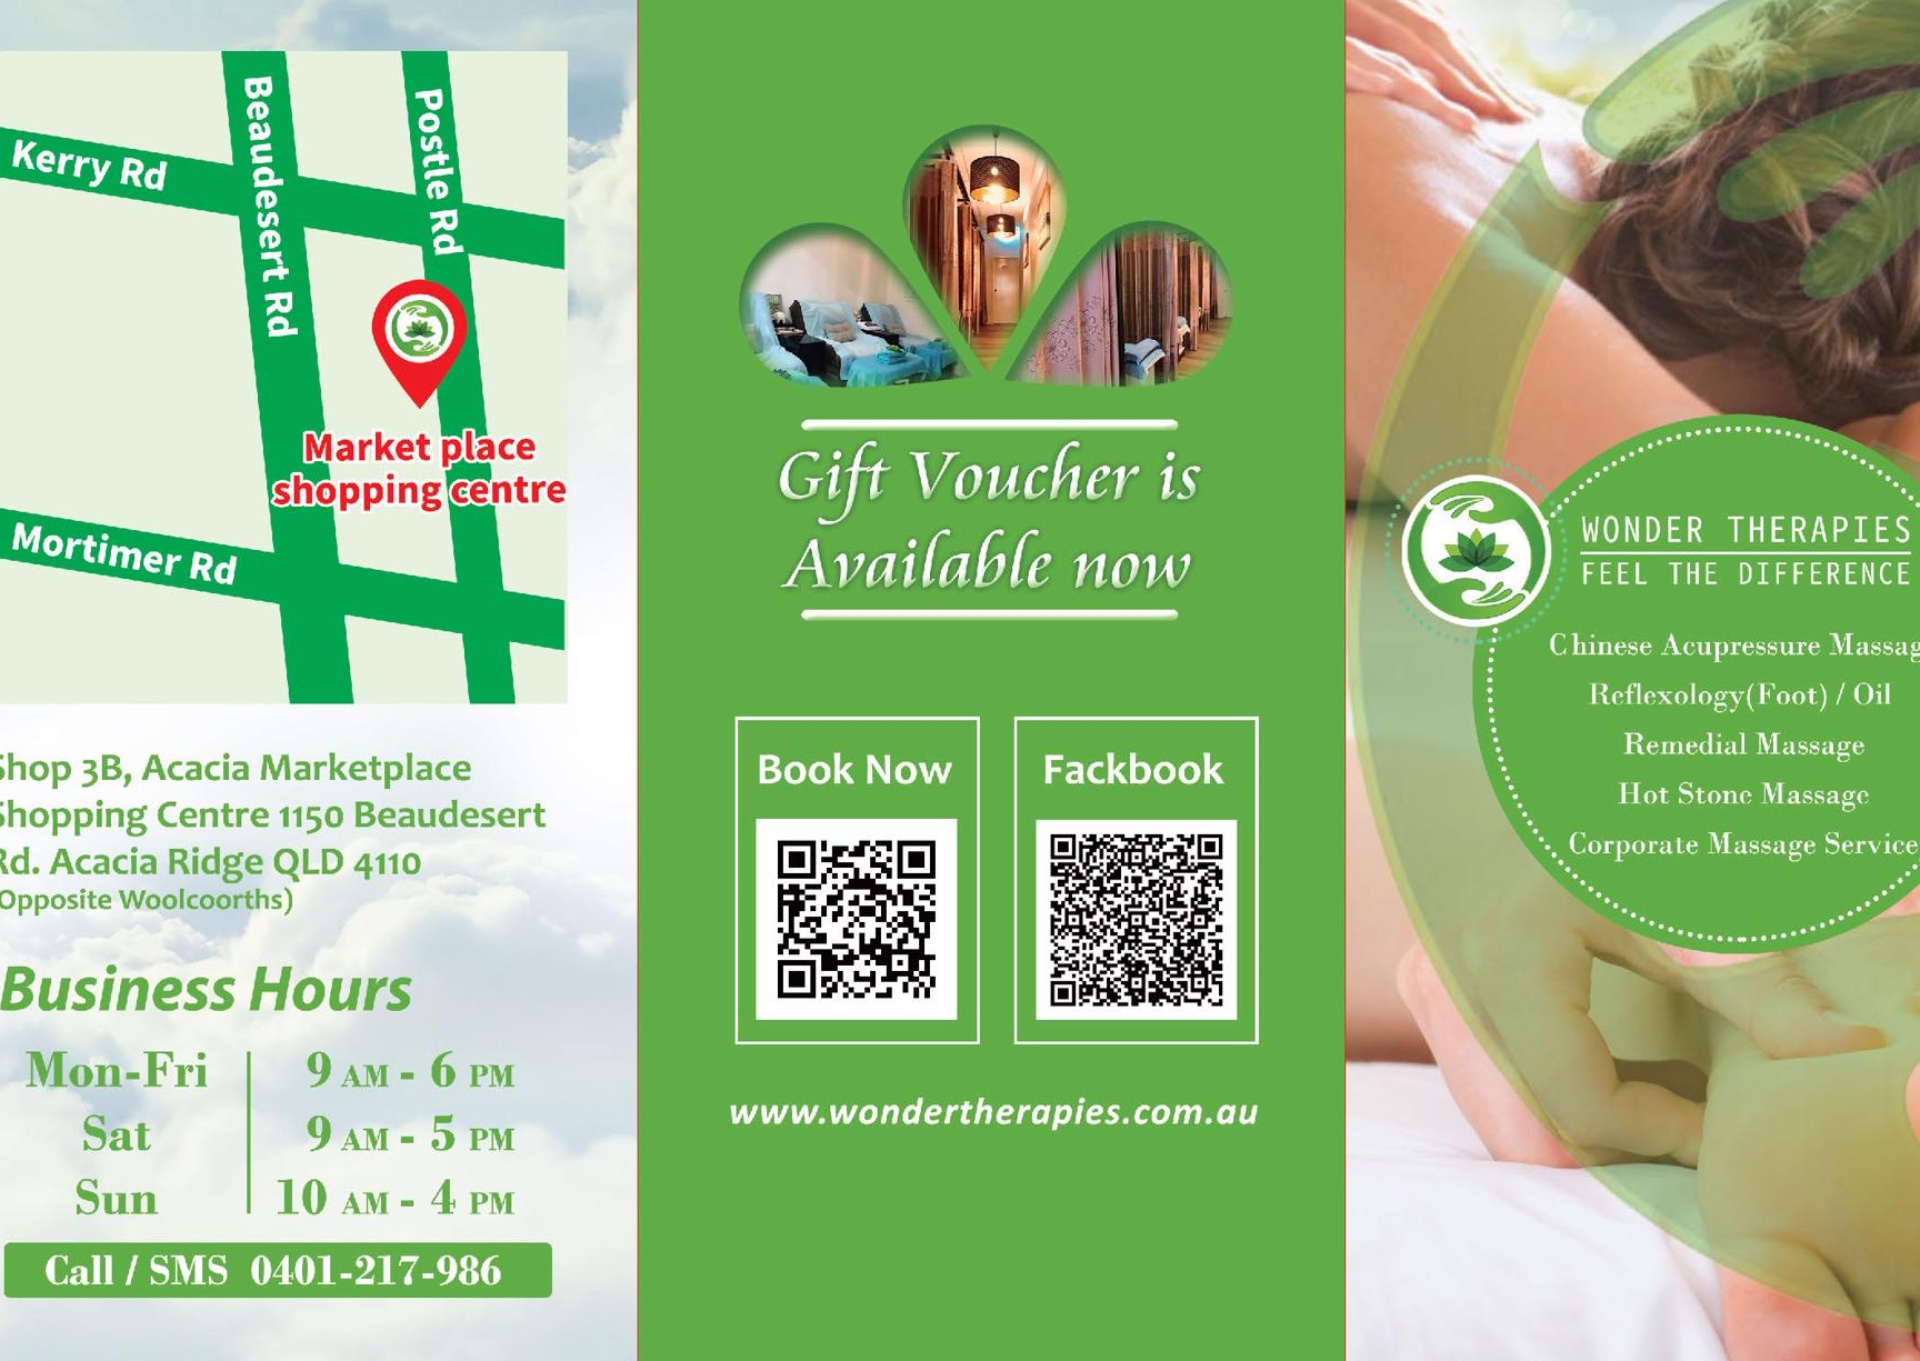 Kerry Rd
Beaudesert Rd
Postle Rd
Market place
shopping centre
Mortimer Rd
Shop 3B, Acacia Marketplace
Shopping Centre 1150 Beaudesert
Rd. Acacia Ridge QLD 4110
(Opposite Woolcoorths)
Business Hours
Mon-Fri 9 AM - 6 PM
Sat 9 AM - 5 PM
Sun 10 AM - 4 PM
Call / SMS 0401-217-986
Gift Voucher is
Available now
Book Now
Fackbook
www.wondertherapies.com.au
WONDER THERAPIES
FEEL THE DIFFERENCE
Chinese Acupressure Massag
Reflexology(Foot) / Oil
Remedial Massage
Hot Stone Massage
Corporate Massage Service